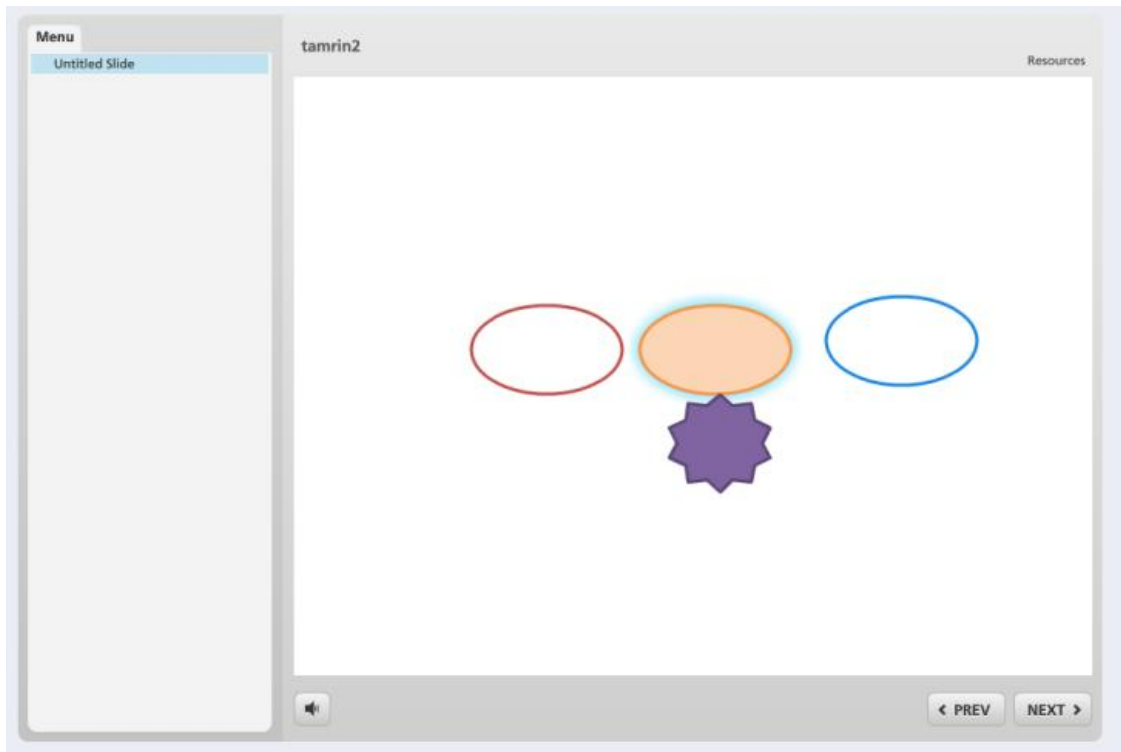 Menu
Untitled Slide
tamrin2
Resources
PREV
NEXT